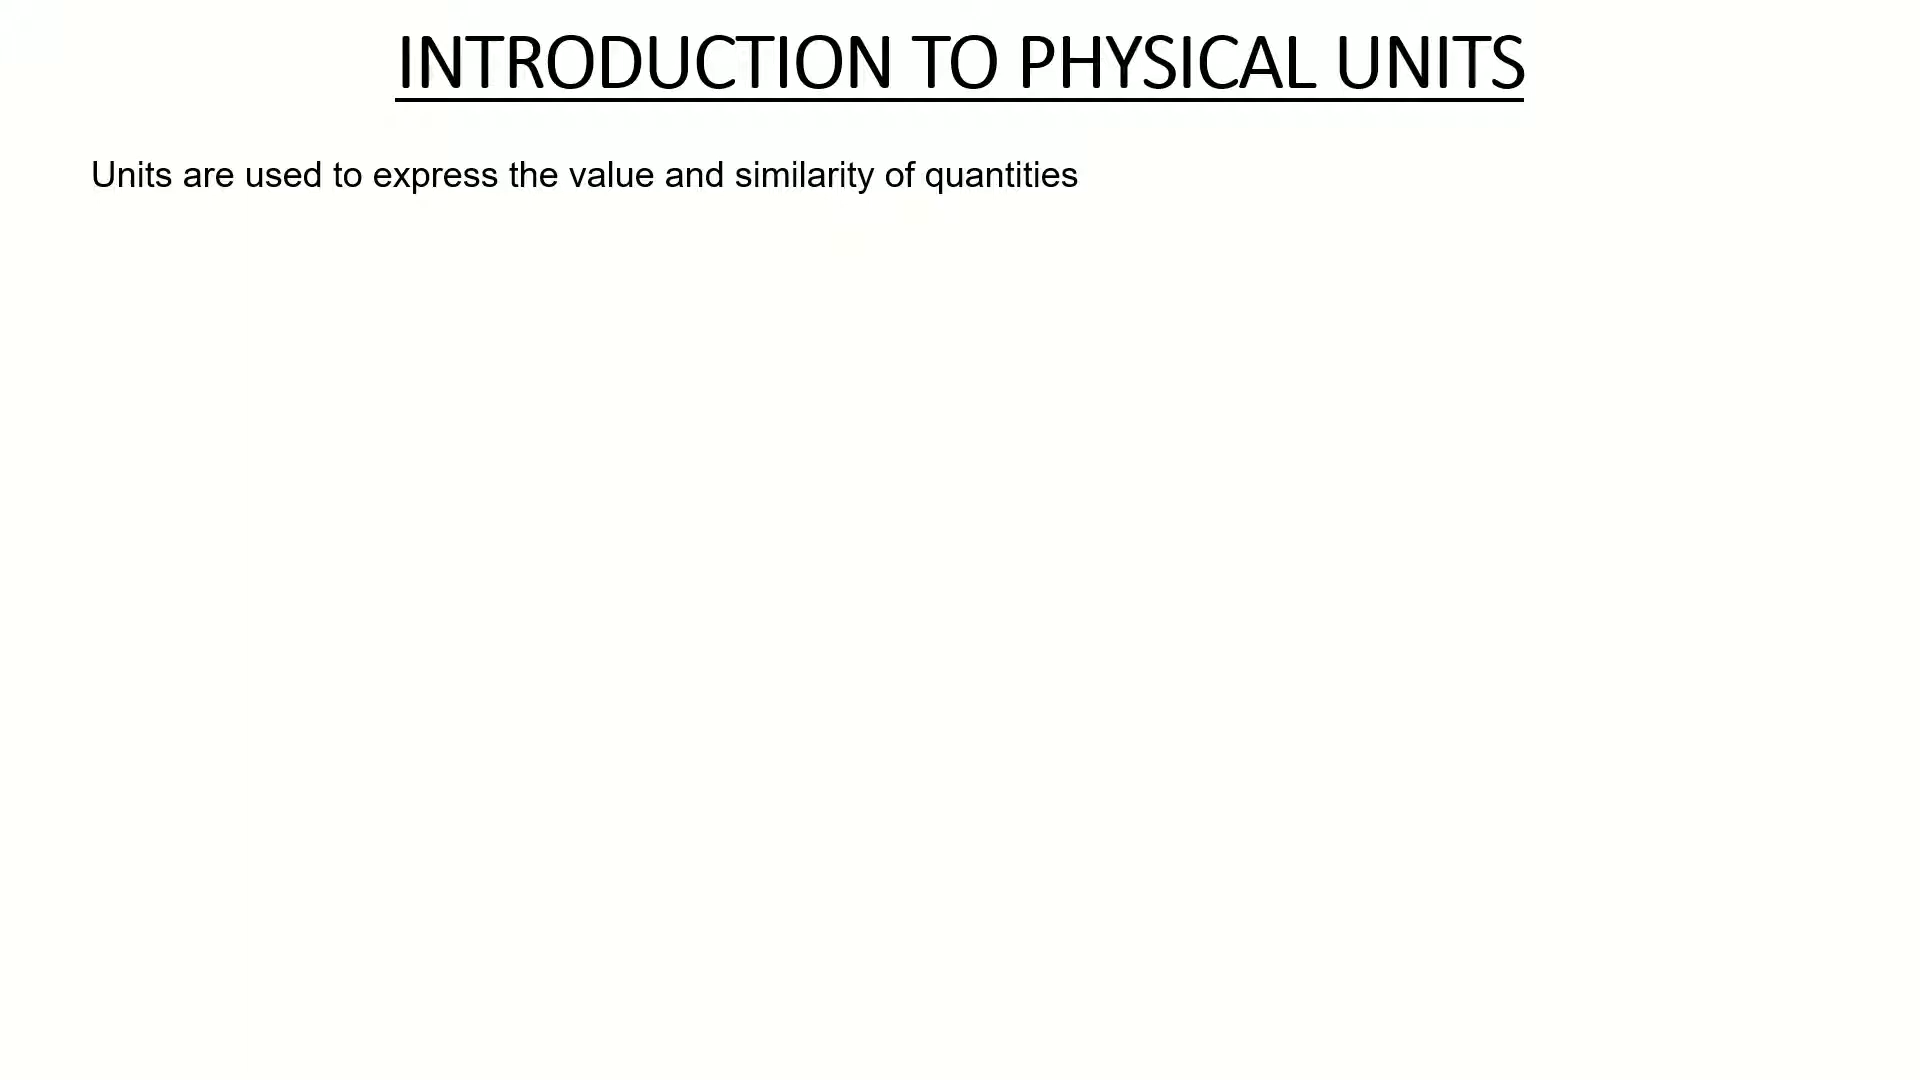 INTRODUCTION TO PHYSICAL UNITS
Units are used to express the value and similarity of quantities